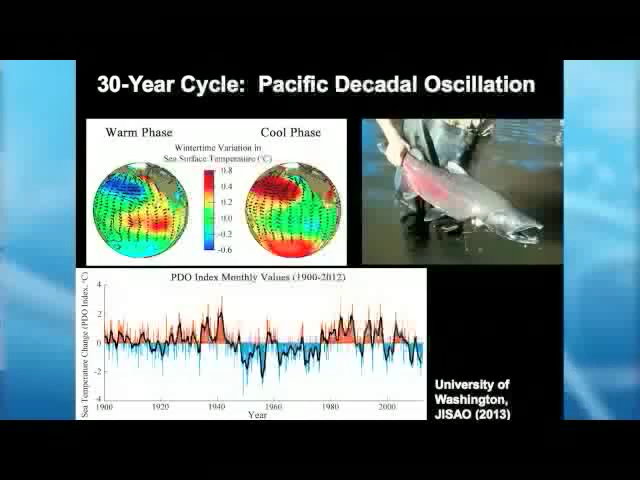 30-Year Cycle: Pacific Decadal Oscillation
Warm Phase
Cool Phase
Wintertime Variation in
Sea Surface Temperature (°C)
0.8
0.4
0.2
-0.2
-0.6
PDO Index Monthly Values (1900-2012)
Sea Temperature Change (PDO Index, °C)
4
2
0
-2
-4
1900
1920
1940
1960
1980
2000
Year
University of
Washington,
JISAO (2013)